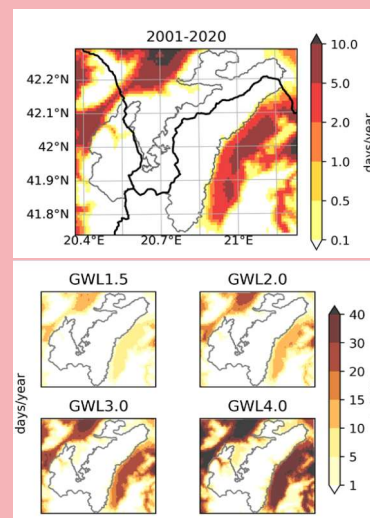 2001-2020
42.2°N
42.1°N
42°N
41.9°N
41.8°N
20.4°E 20.7°E 21°E
10.0
5.0
2.0
1.0
0.5
0.1
days/year
GWL1.5 GWL2.0
GWL3.0 GWL4.0
days/year
40
30
20
15
10
5
1